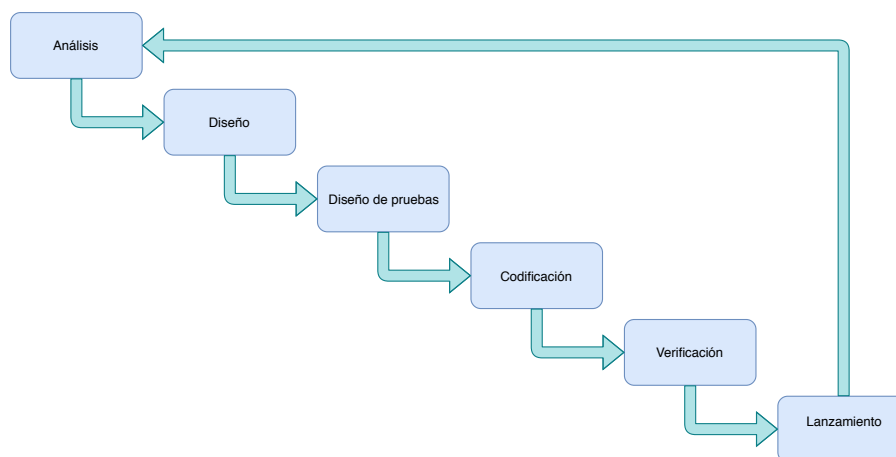 Análisis
Diseño
Diseño de pruebas
Codificación
Verificación
Lanzamiento